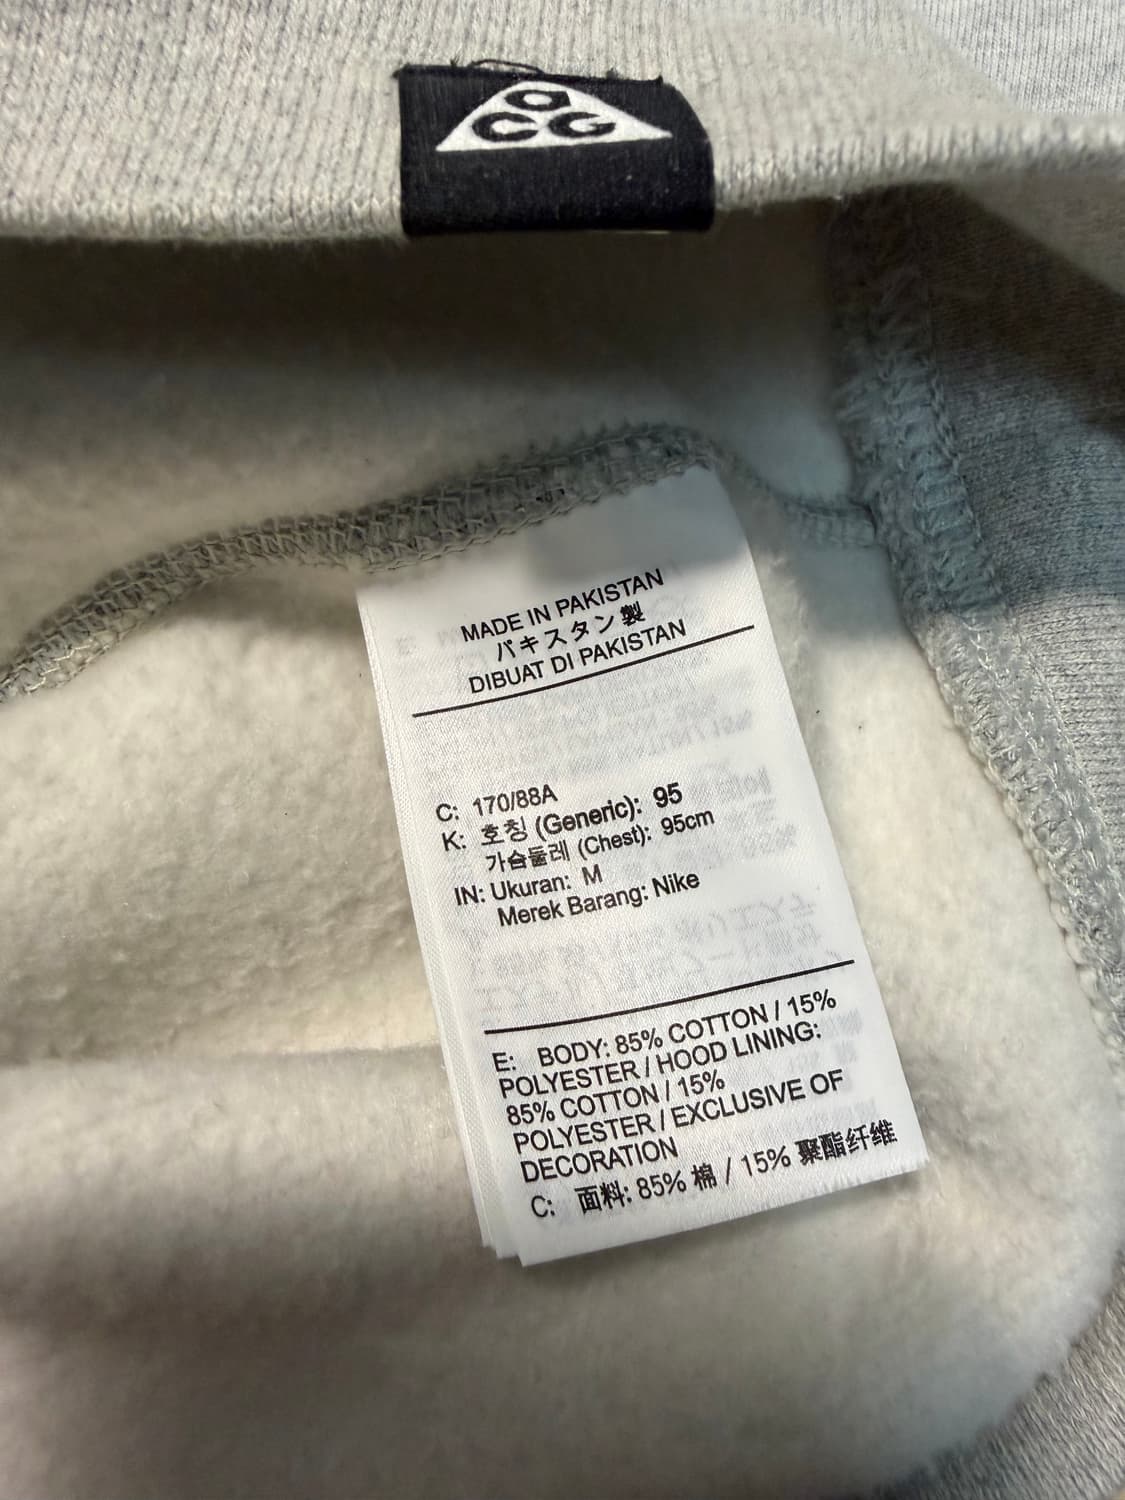 a
CG
MADE IN PAKISTAN
パキスタン製
DIBUAT DI PAKISTAN
C: 170/88A
K: 호칭 (Generic): 95
가슴둘레 (Chest): 95cm
IN: Ukuran: M
Merek Barang: Nike
E: BODY: 85% COTTON / 15%
POLYESTER / HOOD LINING:
85% COTTON / 15%
POLYESTER / EXCLUSIVE OF
DECORATION
C: 面料: 85% 棉 / 15% 聚酯纤维